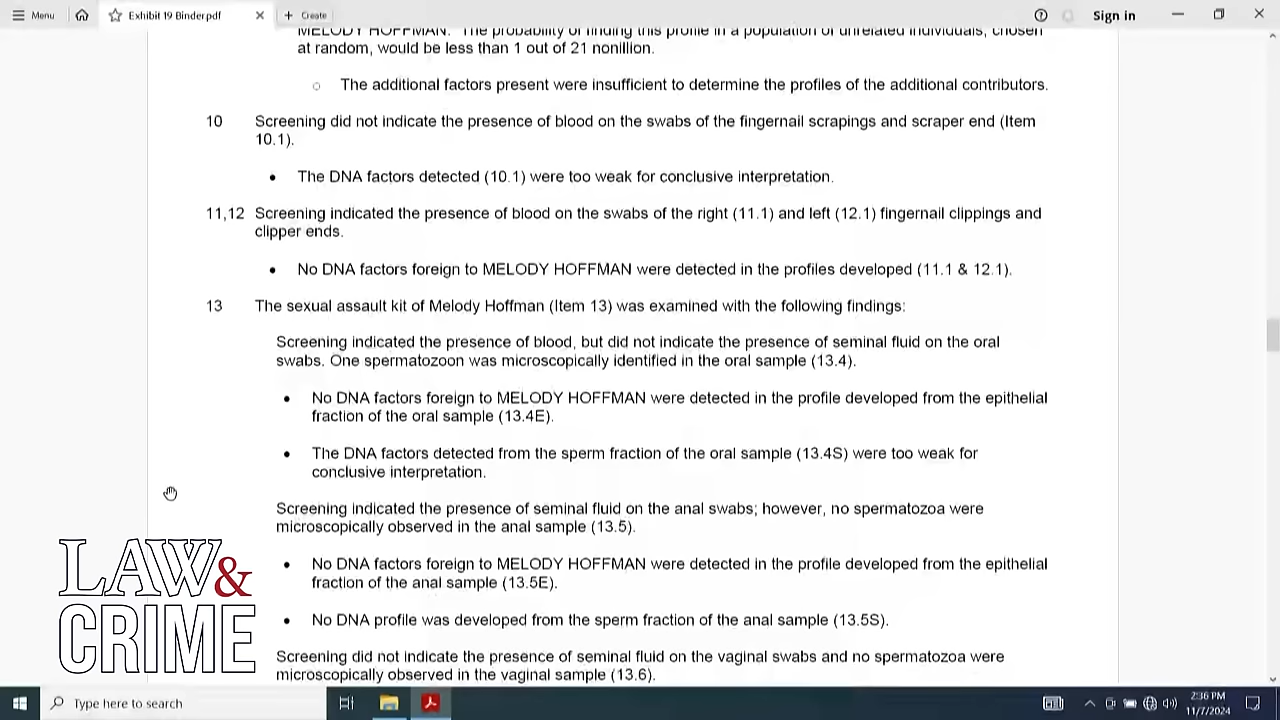 Menu
Exhibit 19 Binder.pdf
Create
Sign in
MELODY HOFFMAN. The probability of finding this profile in a population of unrelated individuals, chosen
at random, would be less than 1 out of 21 nonillion.
The additional factors present were insufficient to determine the profiles of the additional contributors.
10 Screening did not indicate the presence of blood on the swabs of the fingernail scrapings and scraper end (Item
10.1).
• The DNA factors detected (10.1) were too weak for conclusive interpretation.
11,12 Screening indicated the presence of blood on the swabs of the right (11.1) and left (12.1) fingernail clippings and
clipper ends.
• No DNA factors foreign to MELODY HOFFMAN were detected in the profiles developed (11.1 & 12.1).
13 The sexual assault kit of Melody Hoffman (Item 13) was examined with the following findings:
Screening indicated the presence of blood, but did not indicate the presence of seminal fluid on the oral
swabs. One spermatozoon was microscopically identified in the oral sample (13.4).
• No DNA factors foreign to MELODY HOFFMAN were detected in the profile developed from the epithelial
fraction of the oral sample (13.4E).
• The DNA factors detected from the sperm fraction of the oral sample (13.4S) were too weak for
conclusive interpretation.
Screening indicated the presence of seminal fluid on the anal swabs; however, no spermatozoa were
microscopically observed in the anal sample (13.5).
• No DNA factors foreign to MELODY HOFFMAN were detected in the profile developed from the epithelial
fraction of the anal sample (13.5E).
• No DNA profile was developed from the sperm fraction of the anal sample (13.5S).
Screening did not indicate the presence of seminal fluid on the vaginal swabs and no spermatozoa were
microscopically observed in the vaginal sample (13.6).
LAW&
CRIME
Type here to search
2:36 PM
11/7/2024